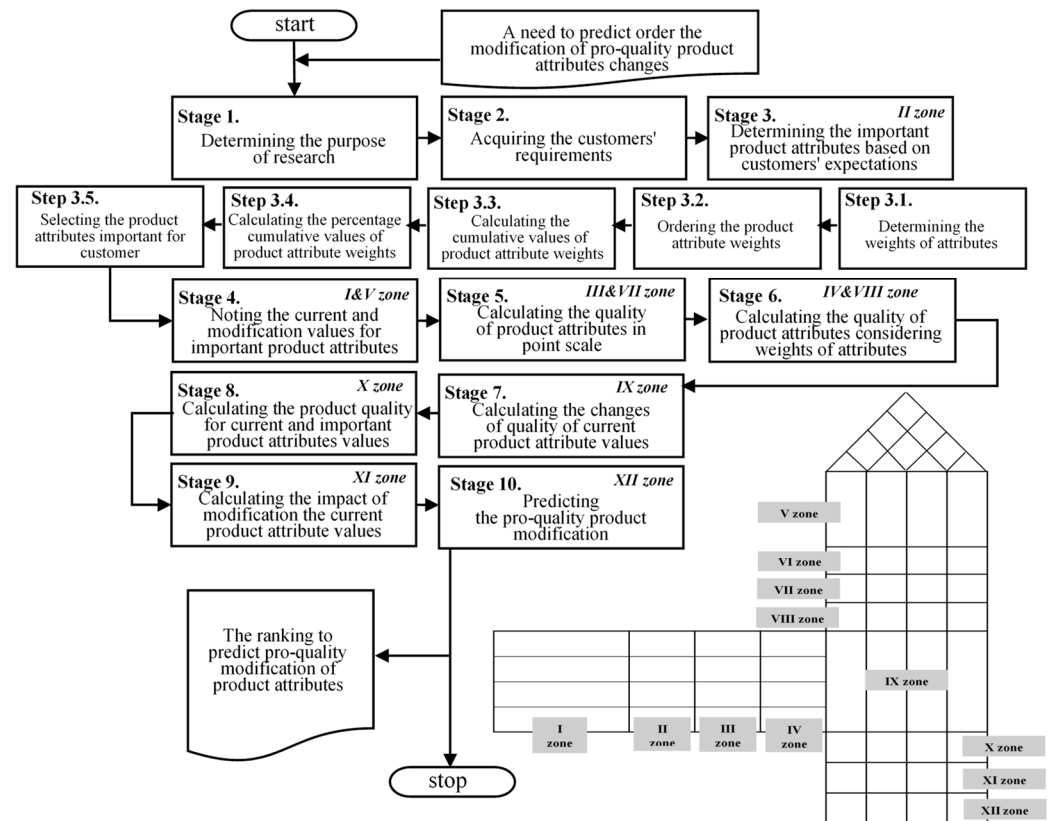 start
A need to predict order the
modification of pro-quality product
attributes changes
Stage 1.
Determining the purpose
of research
Stage 2.
Acquiring the customers'
requirements
II zone
Stage 3.
Determining the important
product attributes based on
customers' expectations
Step 3.5.
Selecting the product
attributes important for
customer
Step 3.4.
Calculating the percentage
cumulative values of
product attribute weights
Step 3.3.
Calculating the
cumulative values of
product attribute weights
Step 3.2.
Ordering the product
attribute weights
Step 3.1.
Determining
the weights of attributes
I&V zone
Stage 4.
Noting the current and
modification values for
important product attributes
III&VII zone
Stage 5.
Calculating the quality
of product attributes in
point scale
IV&VIII zone
Stage 6.
Calculating the quality of
product attributes considering
weights of attributes
X zone
Stage 8.
Calculating the product quality
for current and important
product attributes values
IX zone
Stage 7.
Calculating the changes
of quality of current
product attribute values
XI zone
Stage 9.
Calculating the impact of
modification the current
product attribute values
XII zone
Stage 10.
Predicting
the pro-quality product
modification
The ranking to
predict pro-quality
modification of
product attributes
stop
V zone
VI zone
VII zone
VIII zone
IX zone
I
zone
II
zone
III
zone
IV
zone
X zone
XI zone
XII zone